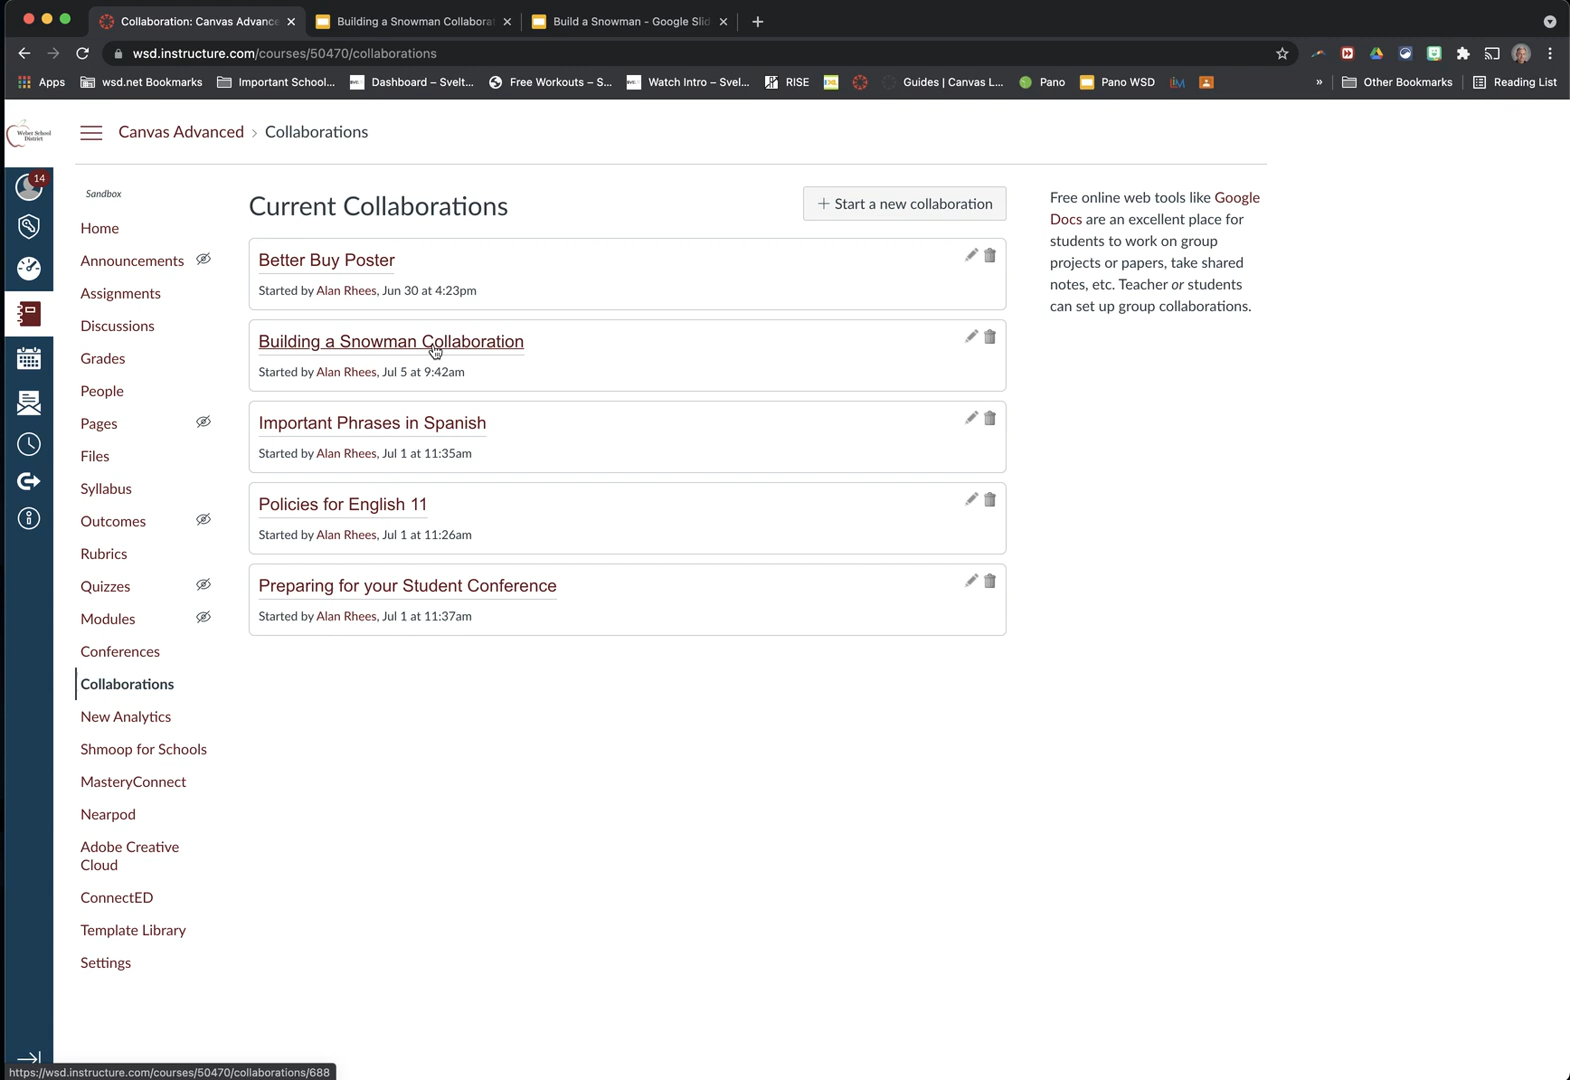 Collaboration: Canvas Advance
Building a Snowman Collabora
Build a Snowman - Google Slid
wsd.instructure.com/courses/50470/collaborations
Apps
wsd.net Bookmarks
Important School...
Dashboard – Svelt...
Free Workouts – S...
Watch Intro – Svel...
RISE
Guides | Canvas L...
Pano
Pano WSD
»
Other Bookmarks
Reading List
Weber School
District
Canvas Advanced › Collaborations
14
Sandbox
Home
Announcements
Assignments
Discussions
Grades
People
Pages
Files
Syllabus
Outcomes
Rubrics
Quizzes
Modules
Conferences
Collaborations
New Analytics
Shmoop for Schools
MasteryConnect
Nearpod
Adobe Creative
Cloud
ConnectED
Template Library
Settings
Current Collaborations
+ Start a new collaboration
Better Buy Poster
Started by Alan Rhees, Jun 30 at 4:23pm
Building a Snowman Collaboration
Started by Alan Rhees, Jul 5 at 9:42am
Important Phrases in Spanish
Started by Alan Rhees, Jul 1 at 11:35am
Policies for English 11
Started by Alan Rhees, Jul 1 at 11:26am
Preparing for your Student Conference
Started by Alan Rhees, Jul 1 at 11:37am
Free online web tools like Google
Docs are an excellent place for
students to work on group
projects or papers, take shared
notes, etc. Teacher or students
can set up group collaborations.
https://wsd.instructure.com/courses/50470/collaborations/688